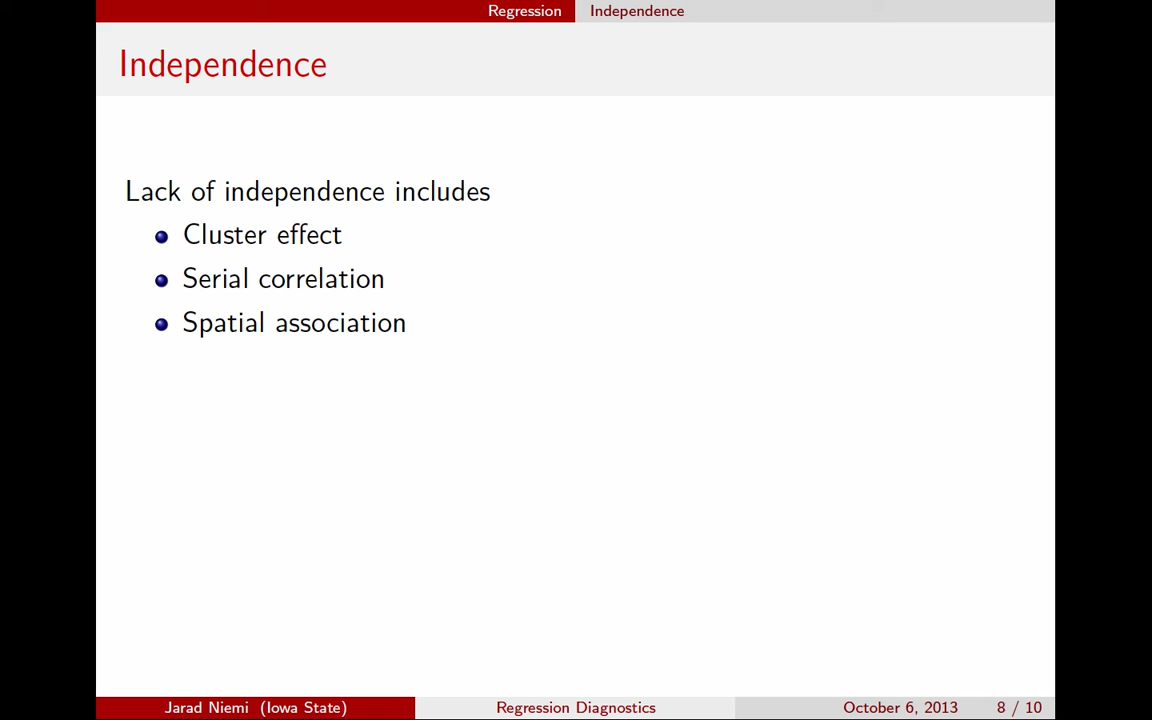 Regression Independence
Independence
Lack of independence includes
Cluster effect
Serial correlation
Spatial association
Jarad Niemi (Iowa State) Regression Diagnostics October 6, 2013 8 / 10